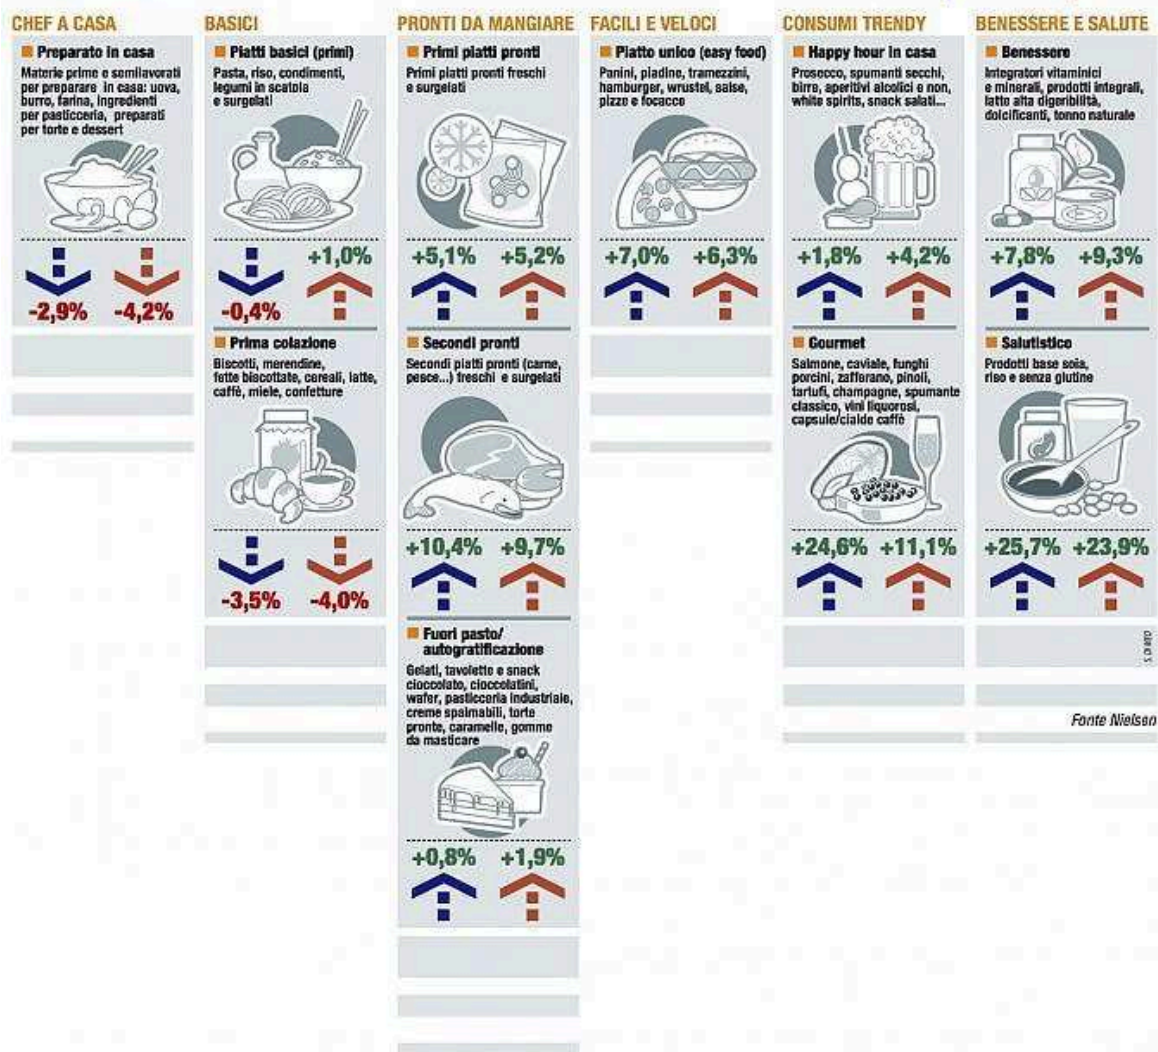 CHEF A CASA
Preparato in casa
Materie prime e semilavorati
per preparare in casa: uova,
burro, farina, ingredienti
per pasticceria, preparati
per torte e dessert
-2,9% -4,2%
BASICI
Piatti basici (primi)
Pasta, riso, condimenti,
legumi in scatola
e surgelati
+1,0%
-0,4%
Prima colazione
Biscotti, merendine,
fette biscottate, cereali, latte,
caffè, miele, confetture
-3,5% -4,0%
PRONTI DA MANGIARE
Primi piatti pronti
Primi piatti pronti freschi
e surgelati
+5,1% +5,2%
Secondi pronti
Secondi piatti pronti (carne,
pesce...) freschi e surgelati
+10,4% +9,7%
Fuori pasto/
autogratificazione
Gelati, tavolette e snack
cioccolato, cioccolatini,
wafer, pasticceria industriale,
creme spalmabili, torte
pronte, caramelle, gomme
da masticare
+0,8% +1,9%
FACILI E VELOCI
Piatto unico (easy food)
Panini, piadine, tramezzini,
hamburger, wrustel, salse,
pizze e focacce
+7,0% +6,3%
CONSUMI TRENDY
Happy hour in casa
Prosecco, spumanti secchi,
birre, aperitivi alcolici e non,
white spirits, snack salati...
+1,8% +4,2%
Gourmet
Salmone, caviale, funghi
porcini, zafferano, pinoli,
tartufi, champagne, spumante
classico, vini liquorosi,
capsule/cialde caffè
+24,6% +11,1%
BENESSERE E SALUTE
Benessere
Integratori vitaminici
e minerali, prodotti integrali,
latte alta digeribilità,
dolcificanti, tonno naturale
+7,8% +9,3%
Salutistico
Prodotti base soia,
riso e senza glutine
+25,7% +23,9%
Fonte Nielsen